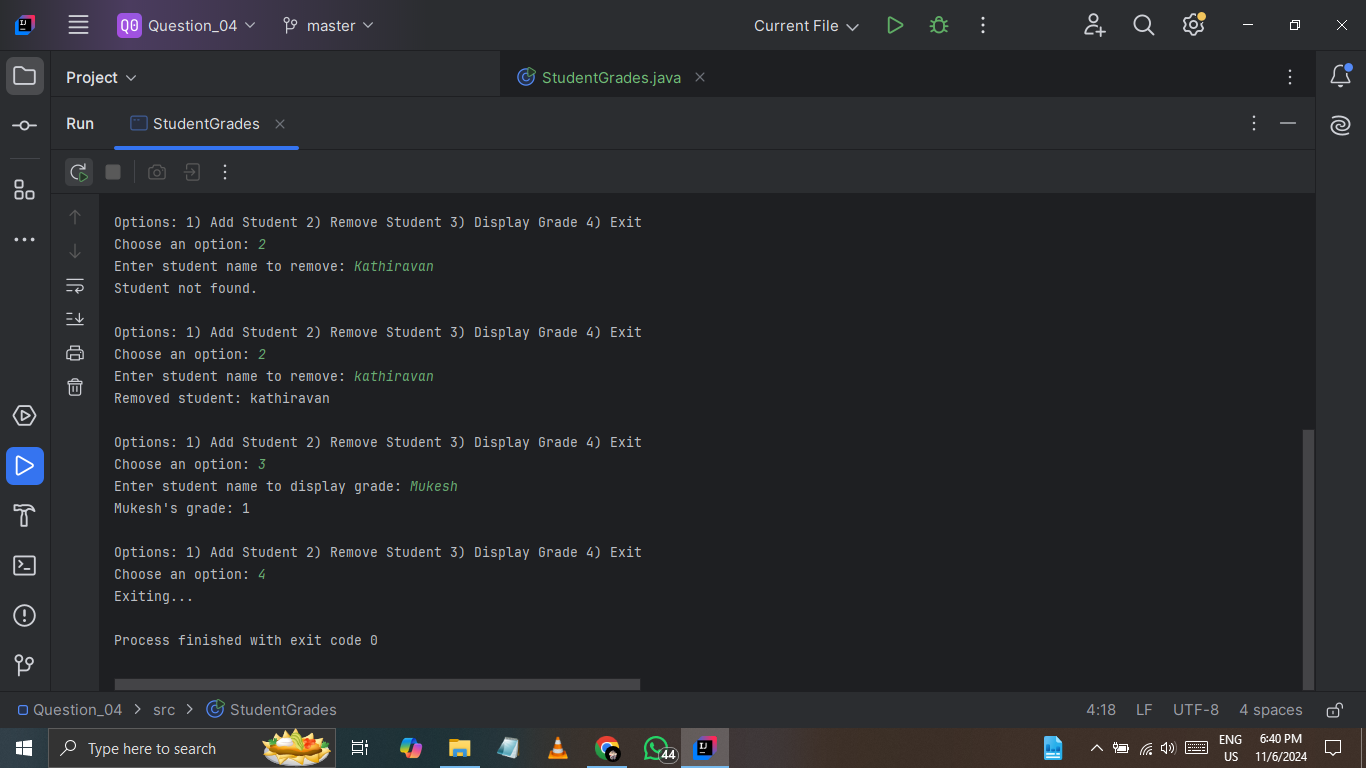 Q0 Question_04 master Current File
Project StudentGrades.java
Run StudentGrades
Options: 1) Add Student 2) Remove Student 3) Display Grade 4) Exit
Choose an option: 2
Enter student name to remove: Kathiravan
Student not found.
Options: 1) Add Student 2) Remove Student 3) Display Grade 4) Exit
Choose an option: 2
Enter student name to remove: kathiravan
Removed student: kathiravan
Options: 1) Add Student 2) Remove Student 3) Display Grade 4) Exit
Choose an option: 3
Enter student name to display grade: Mukesh
Mukesh's grade: 1
Options: 1) Add Student 2) Remove Student 3) Display Grade 4) Exit
Choose an option: 4
Exiting...
Process finished with exit code 0
Question_04 > src > StudentGrades 4:18 LF UTF-8 4 spaces
Type here to search 44 ENG 6:40 PM
US 11/6/2024